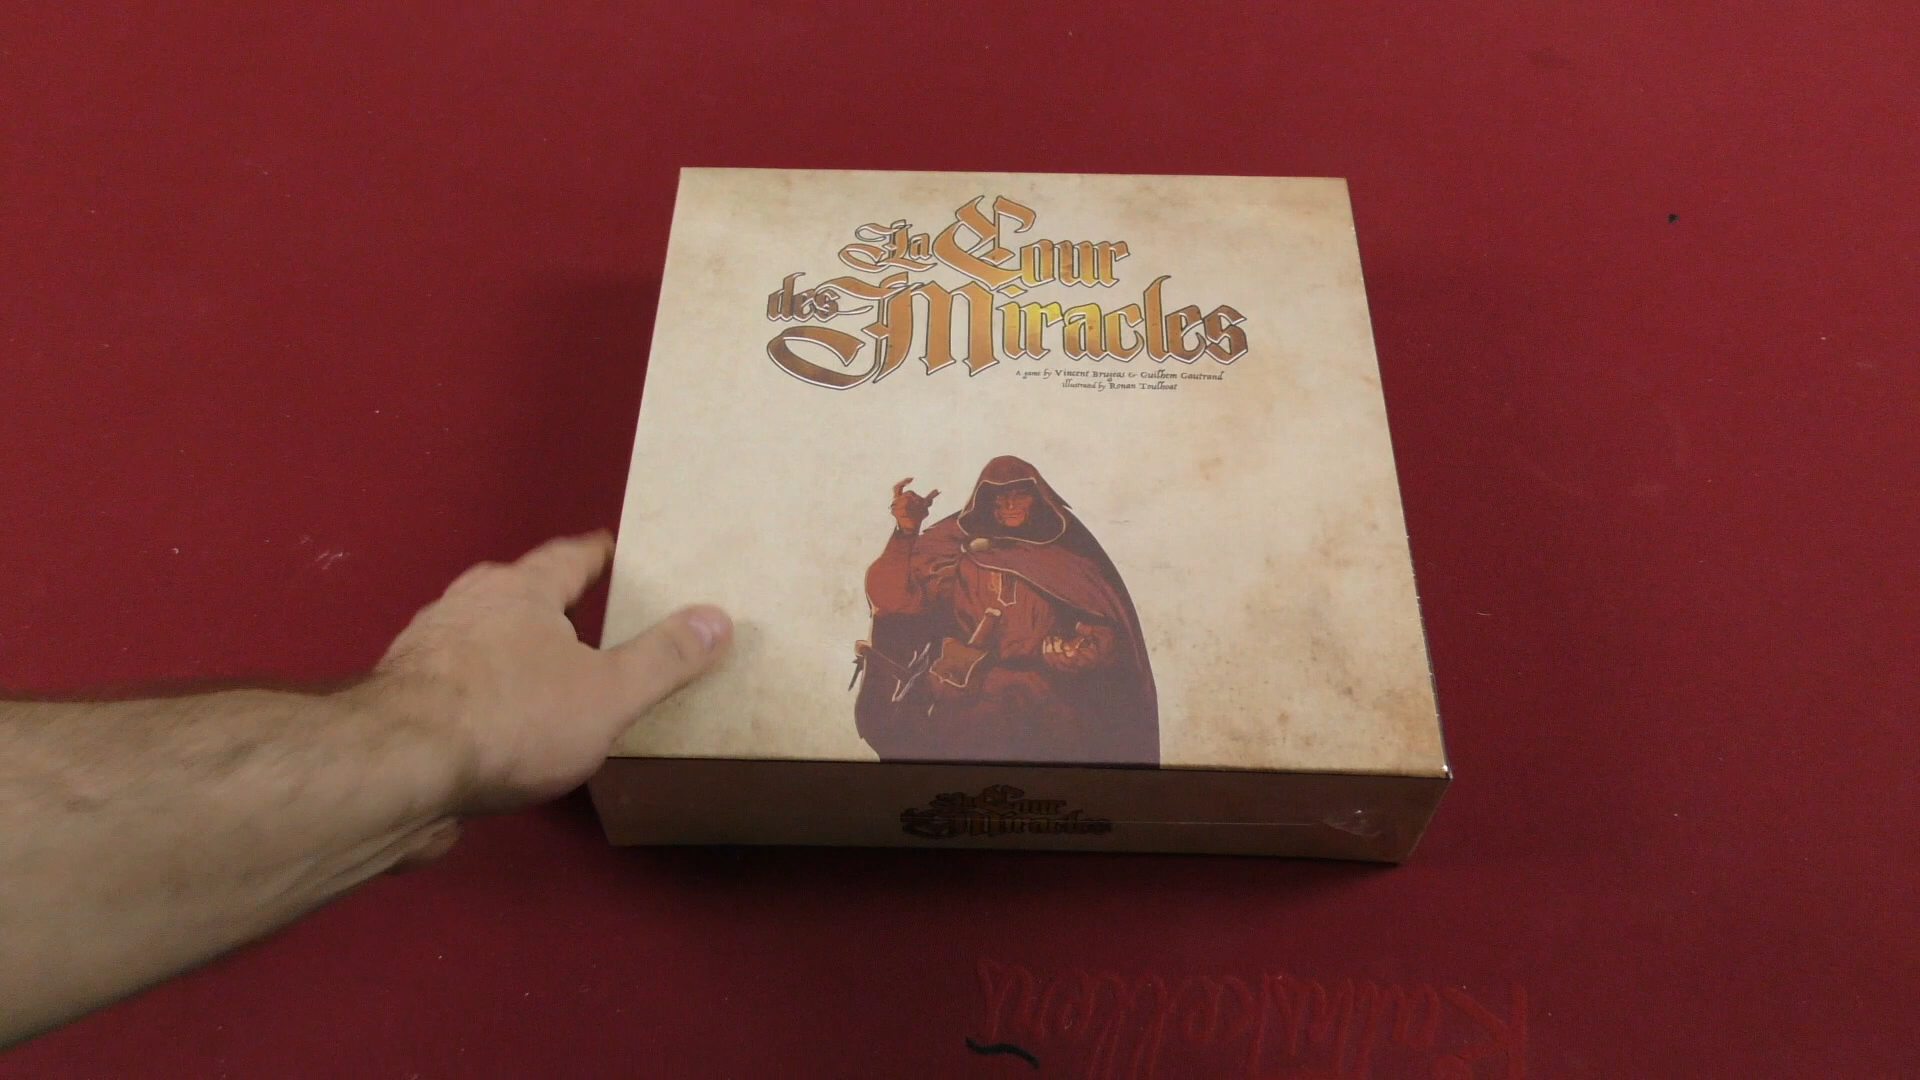 La Cour
des Miracles
A game by Vincent Brugeas & Guilhem Gautrand
illustrated by Ronan Toulhoat
La Cour
des Miracles